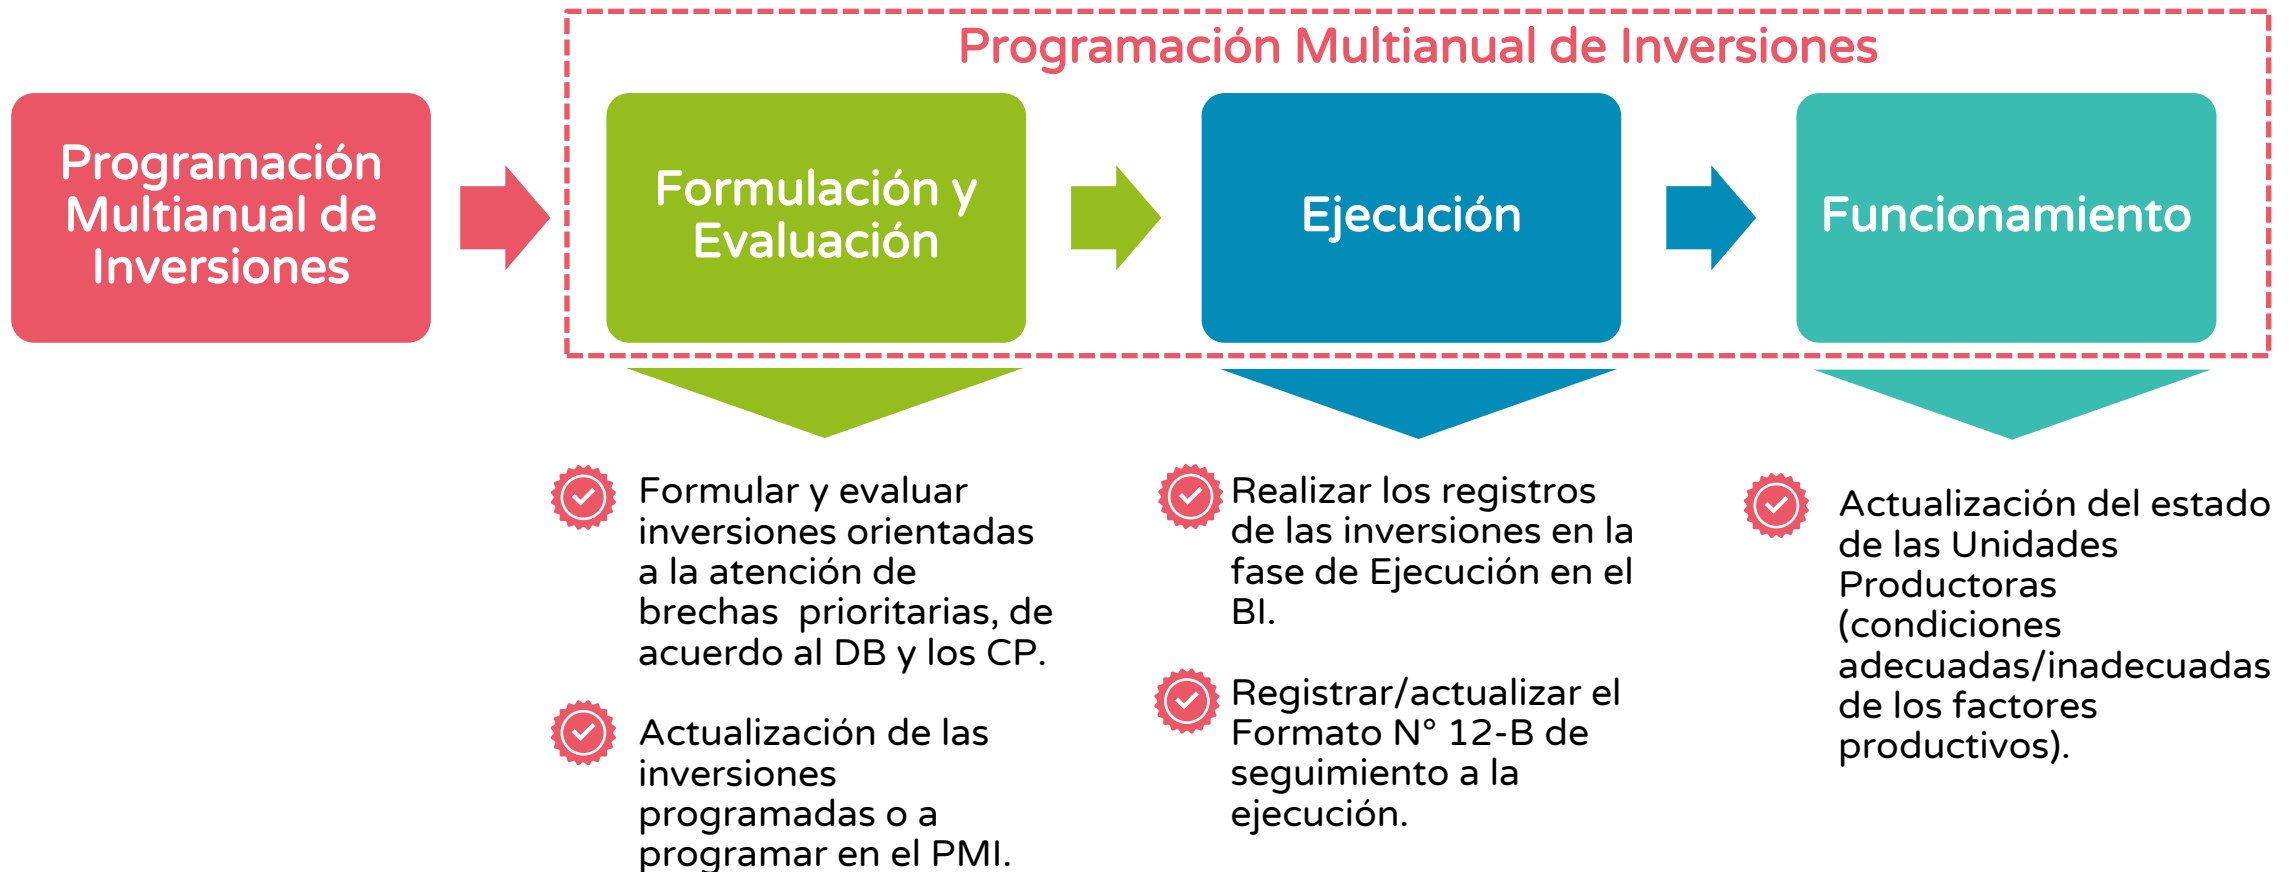 Programación Multianual de Inversiones
Programación
Multianual de
Inversiones
Formulación y
Evaluación
Ejecución
Funcionamiento
Formular y evaluar
inversiones orientadas
a la atención de
brechas  prioritarias, de
acuerdo al DB y los CP.
Actualización de las
inversiones
programadas o a
programar en el PMI.
Realizar los registros
de las inversiones en la
fase de Ejecución en el
BI.
Registrar/actualizar el
Formato N° 12-B de
seguimiento a la
ejecución.
Actualización del estado
de las Unidades
Productoras
(condiciones
adecuadas/inadecuadas
de los factores
productivos).